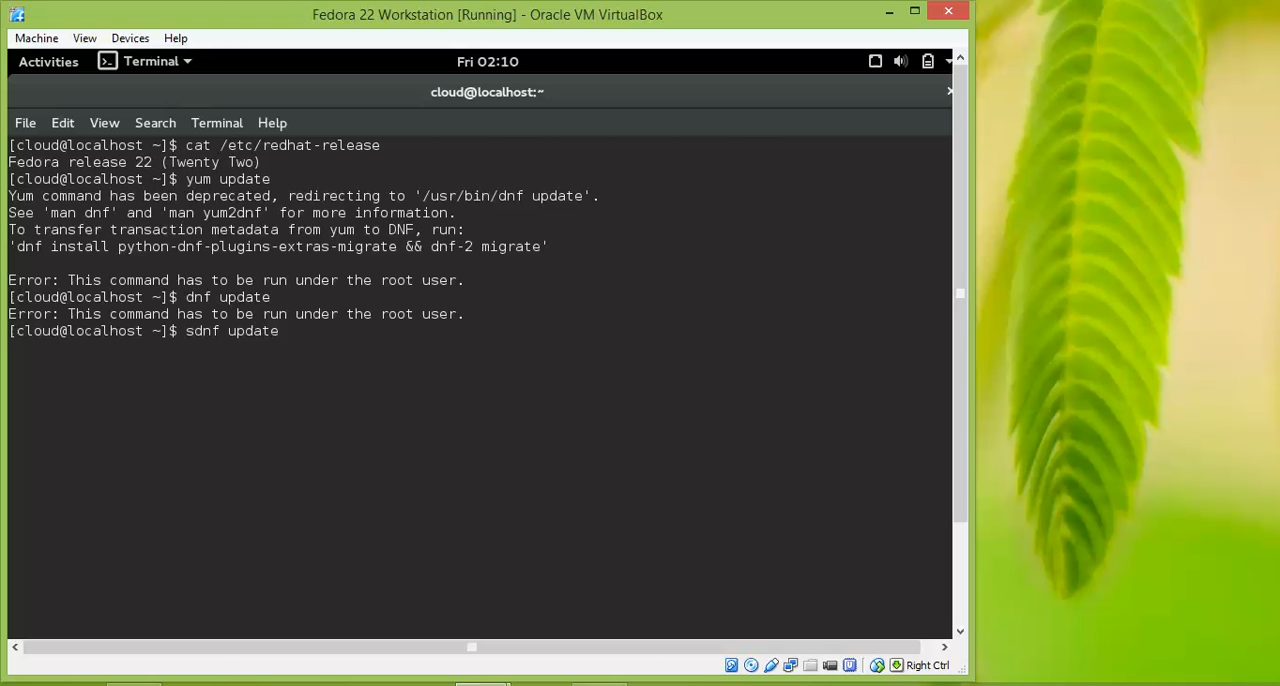 Fedora 22 Workstation [Running] - Oracle VM VirtualBox
Machine View Devices Help
Activities Terminal Fri 02:10
cloud@localhost:~
File Edit View Search Terminal Help
[cloud@localhost ~]$ cat /etc/redhat-release
Fedora release 22 (Twenty Two)
[cloud@localhost ~]$ yum update
Yum command has been deprecated, redirecting to '/usr/bin/dnf update'.
See 'man dnf' and 'man yum2dnf' for more information.
To transfer transaction metadata from yum to DNF, run:
'dnf install python-dnf-plugins-extras-migrate && dnf-2 migrate'
Error: This command has to be run under the root user.
[cloud@localhost ~]$ dnf update
Error: This command has to be run under the root user.
[cloud@localhost ~]$ sdnf update
Right Ctrl